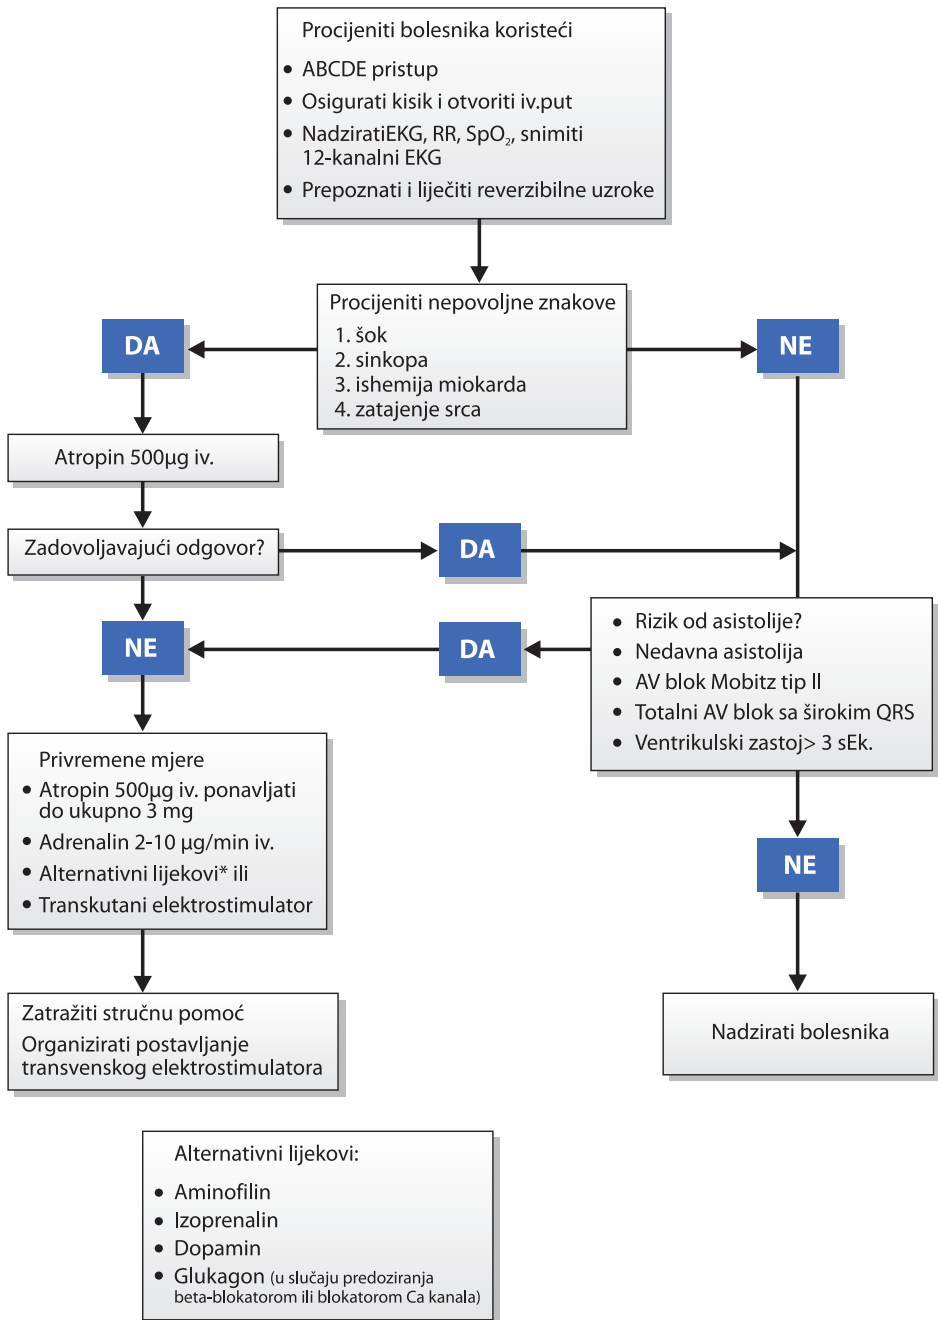 Procijeniti bolesnika koristeći
• ABCDE pristup
• Osigurati kisik i otvoriti iv.put
• NadziratiEKG, RR, SpO₂, snimiti
12-kanalni EKG
• Prepoznati i liječiti reverzibilne uzroke
Procijeniti nepovoljne znakove
1. šok
2. sinkopa
3. ishemija miokarda
4. zatajenje srca
DA
NE
Atropin 500µg iv.
Zadovoljavajući odgovor?
DA
NE
DA
• Rizik od asistolije?
• Nedavna asistolija
• AV blok Mobitz tip ll
• Totalni AV blok sa širokim QRS
• Ventrikulski zastoj> 3 sEk.
Privremene mjere
• Atropin 500µg iv. ponavljati
do ukupno 3 mg
• Adrenalin 2-10 µg/min iv.
• Alternativni lijekovi* ili
• Transkutani elektrostimulator
NE
Zatražiti stručnu pomoć
Organizirati postavljanje
transvenskog elektrostimulatora
Nadzirati bolesnika
Alternativni lijekovi:
• Aminofilin
• Izoprenalin
• Dopamin
• Glukagon (u slučaju predoziranja
beta-blokatorom ili blokatorom Ca kanala)